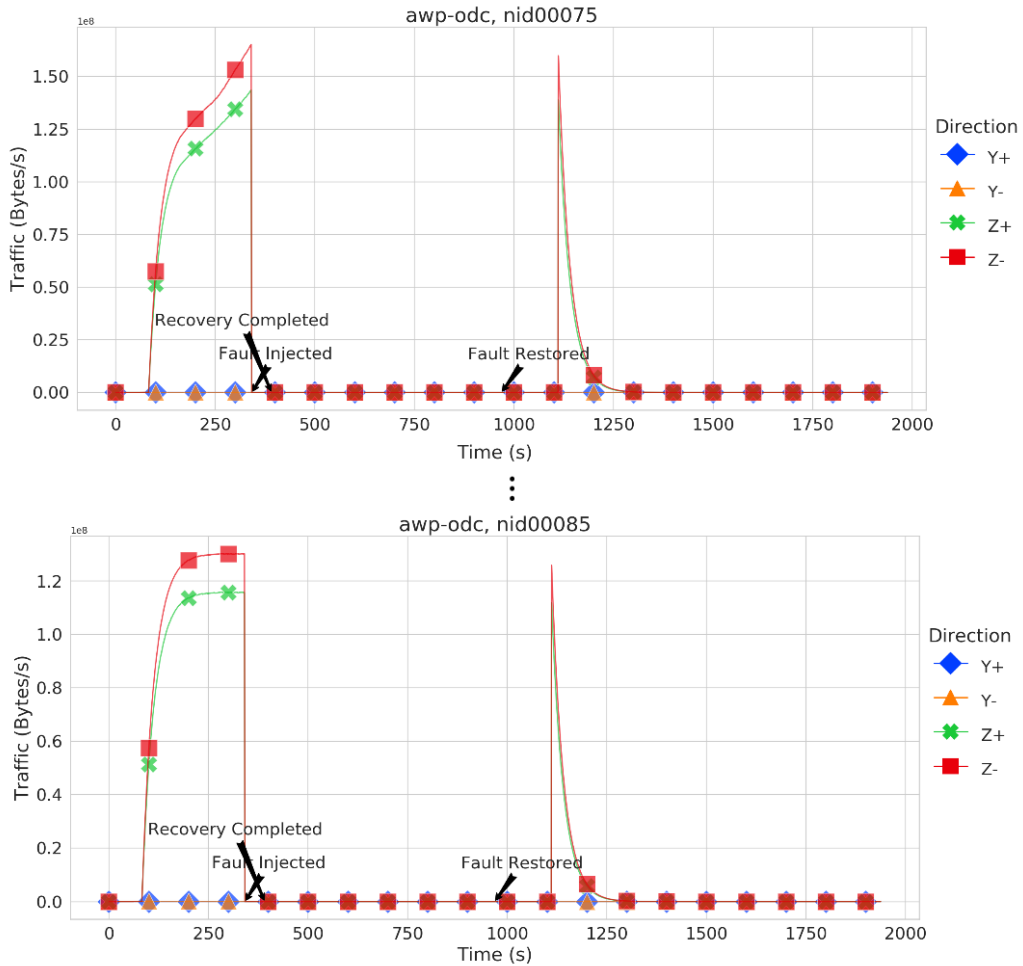 awp-odc, nid00075
1e8
1.50
1.25
1.00
0.75
0.50
0.25
0.00
Traffic (Bytes/s)
Recovery Completed
Fault Injected
Fault Restored
0 250 500 750 1000 1250 1500 1750 2000
Time (s)
Direction
Y+
Y-
Z+
Z-
awp-odc, nid00085
1e8
1.2
1.0
0.8
0.6
0.4
0.2
0.0
Traffic (Bytes/s)
Recovery Completed
Fault Injected
Fault Restored
0 250 500 750 1000 1250 1500 1750 2000
Time (s)
Direction
Y+
Y-
Z+
Z-